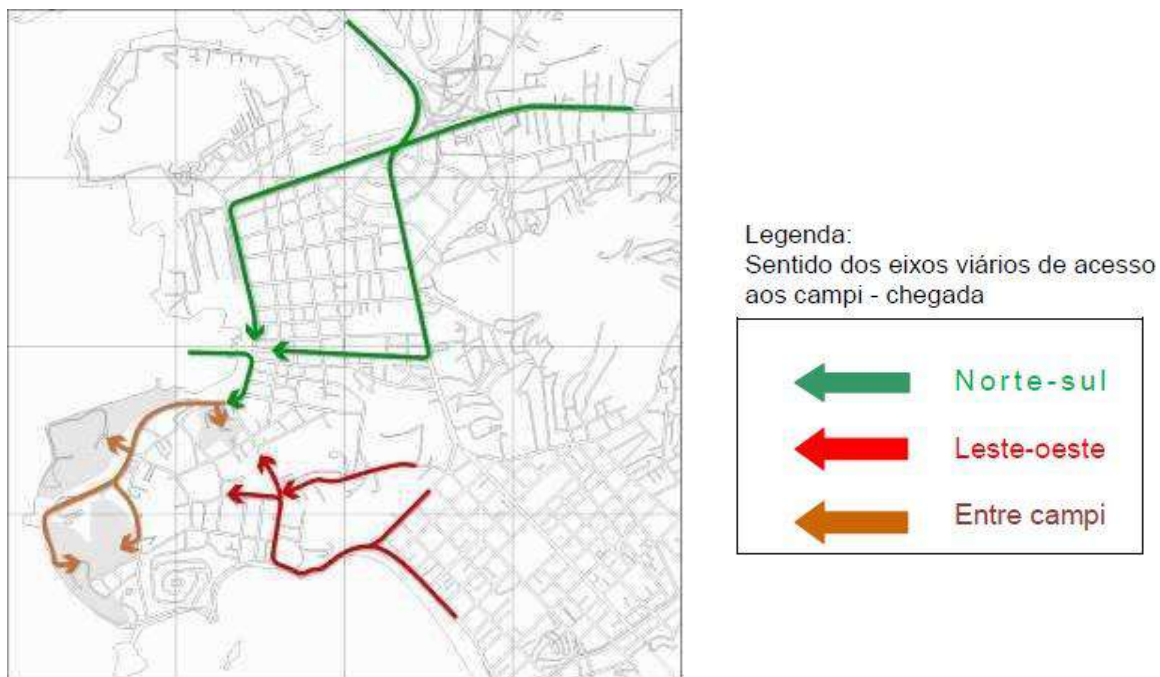 Legenda:
Sentido dos eixos viários de acesso
aos campi - chegada
Norte-sul
Leste-oeste
Entre campi